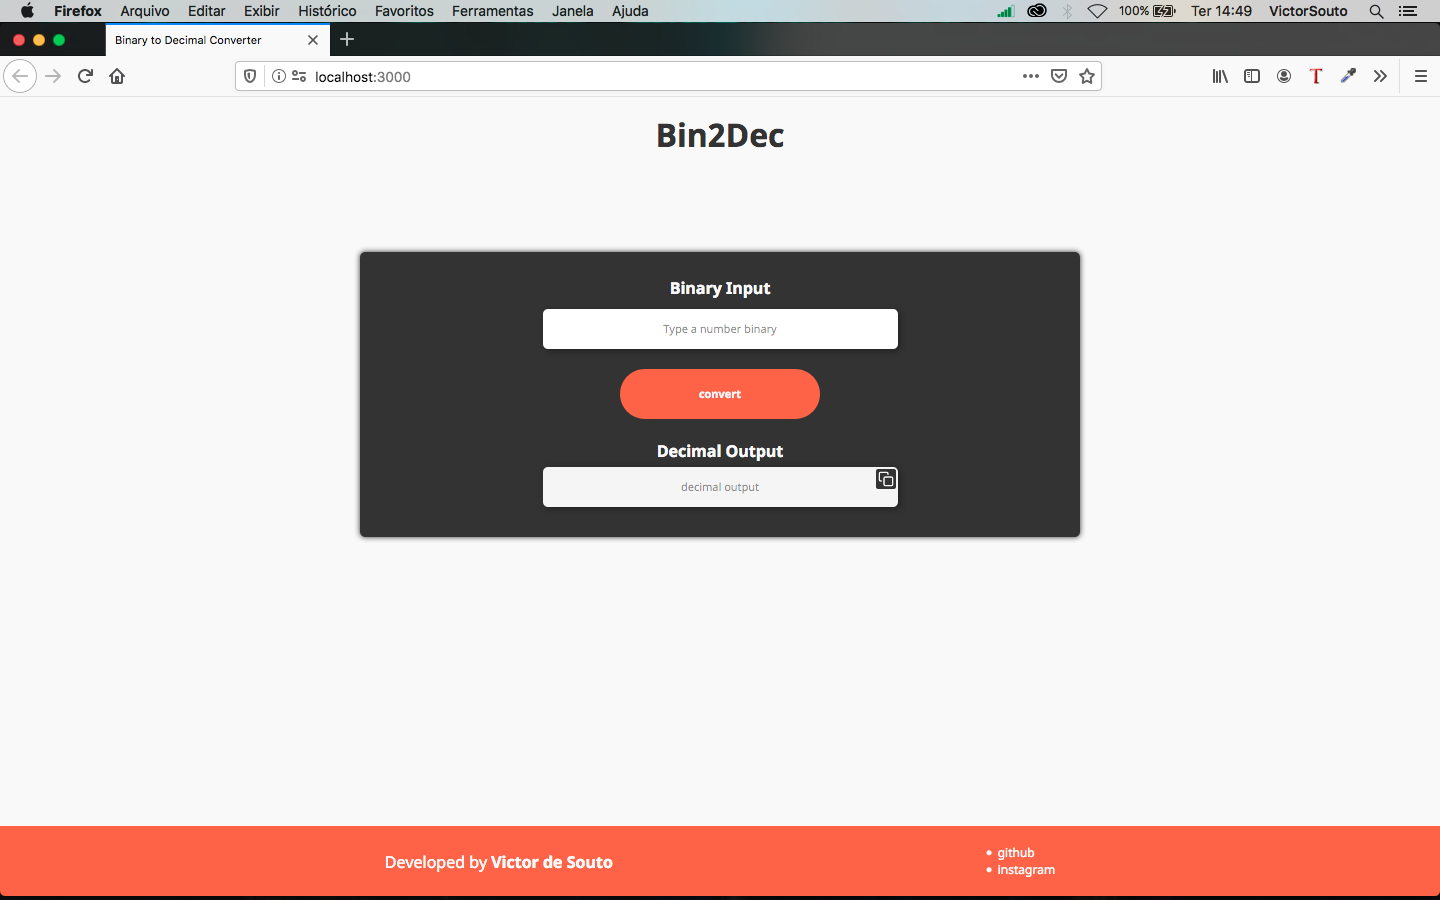 Firefox Arquivo Editar Exibir Histórico Favoritos Ferramentas Janela Ajuda 100% Ter 14:49 VictorSouto
Binary to Decimal Converter
localhost:3000
T
Bin2Dec
Binary Input
Type a number binary
convert
Decimal Output
decimal output
Developed by Victor de Souto
github
instagram